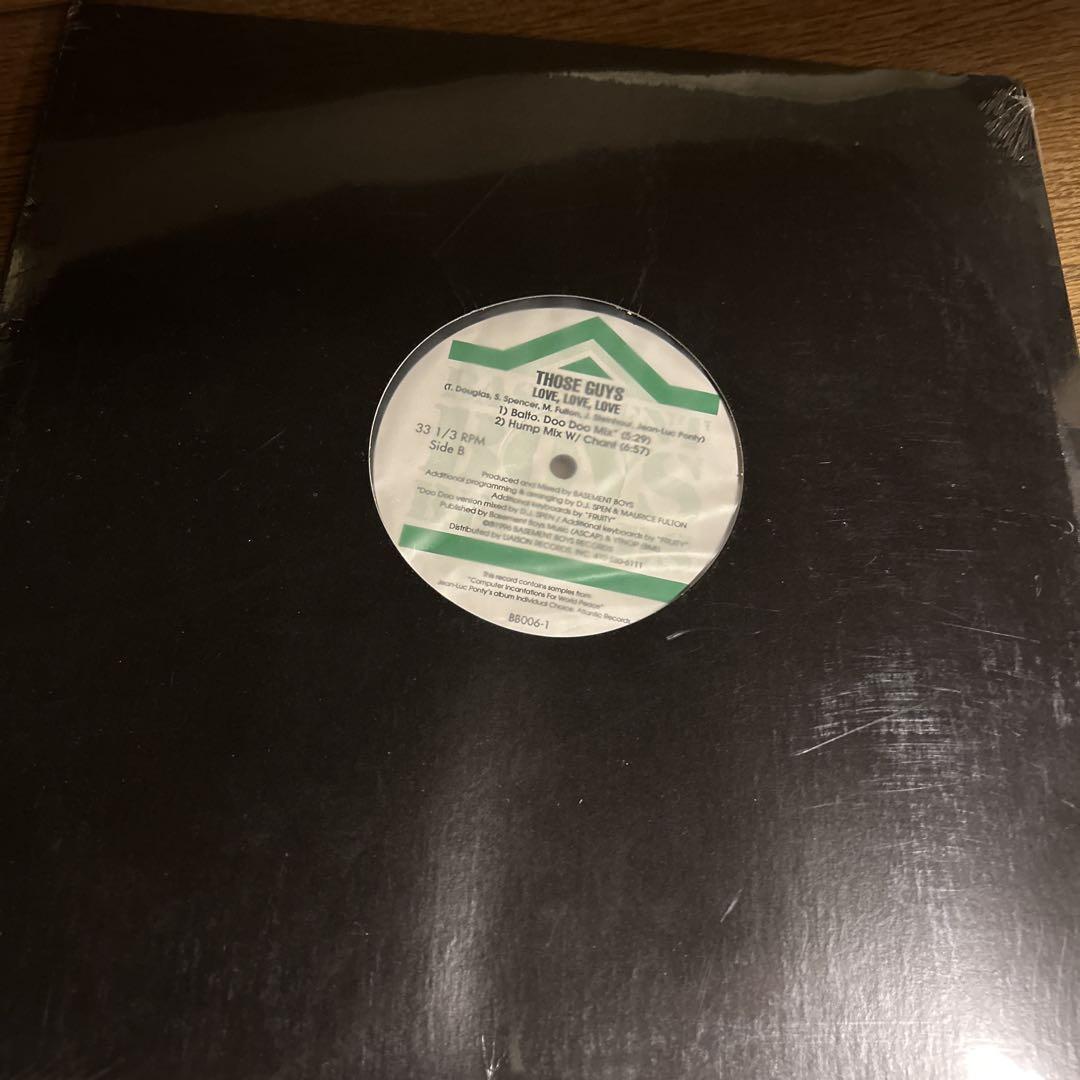 THOSE GUYS
LOVE, LOVE, LOVE
(T. Douglas, S. Spencer, M. Fulton, J. Steinhour, Jean-Luc Ponty)
1) Balto. Doo Doo Mix* (5:29)
2) Hump Mix W/ Chant (6:57)
33 1/3 RPM
Side B
Produced and Mixed by BASEMENT BOYS
Additional programming & arranging by D.J. SPEN & MAURICE FULTON
Additional keyboards by "FRUITY"
*Doo Doo version mixed by D.J. SPEN / Additional keyboards by "FRUITY"
Published by Basement Boys Music (ASCAP) &
1996 BASEMENT BOYS RECORDS
Distributed by LIAISON RECORDS, INC.
This record contains samples from
"Computer Incantations For World Peace"
Jean-Luc Ponty's album Individual Choice. Atlantic Records
BB006-1